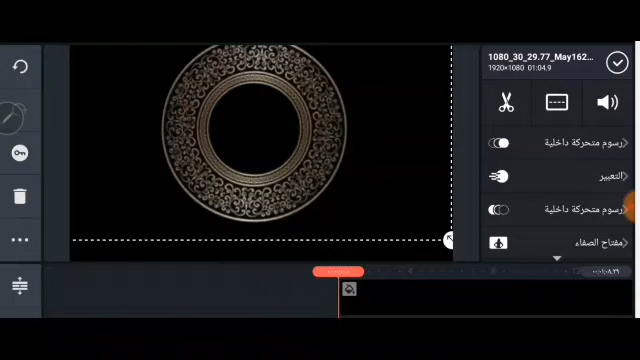 1080_30_29.77_May162...
1920×1080 01:04.9
رسوم متحركة داخلية
التعبير
رسوم متحركة داخلية
مفتاح الصفاء